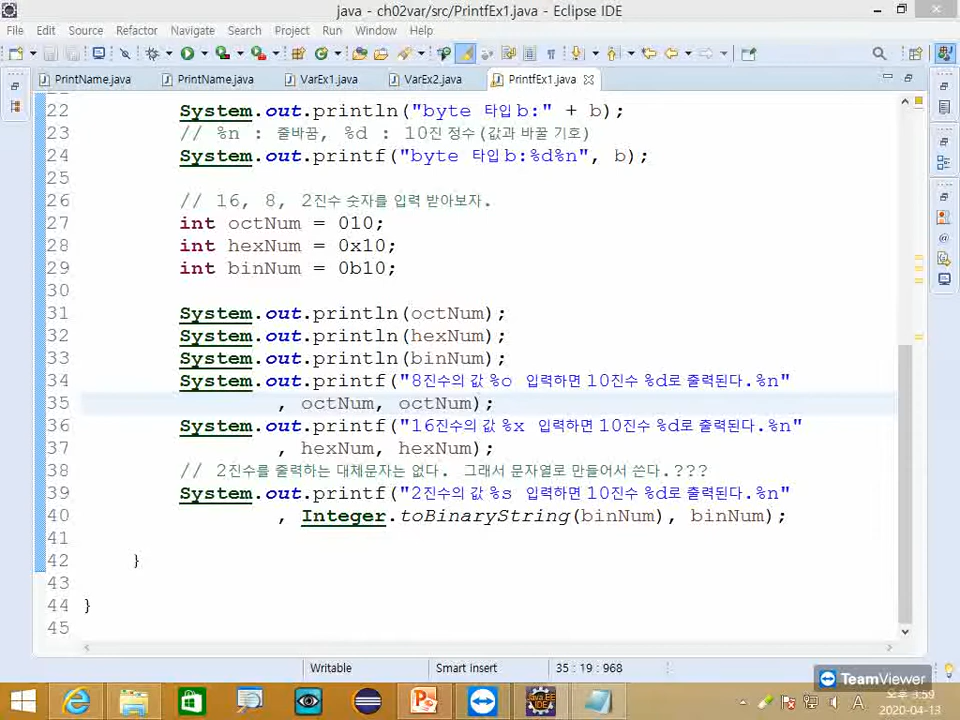 java - ch02var/src/PrintfEx1.java - Eclipse IDE
File Edit Source Refactor Navigate Search Project Run Window Help
PrintName.java PrintName.java VarEx1.java VarEx2.java PrintfEx1.java
22 System.out.println("byte 타입 b:" + b);
23 // %n : 줄바꿈, %d : 10진 정수 (값과 바꿀 기호)
24 System.out.printf("byte 타입 b:%d%n", b);
25
26 // 16, 8, 2진수 숫자를 입력 받아보자.
27 int octNum = 010;
28 int hexNum = 0x10;
29 int binNum = 0b10;
30
31 System.out.println(octNum);
32 System.out.println(hexNum);
33 System.out.println(binNum);
34 System.out.printf("8진수의 값 %o 입력하면 10진수 %d로 출력된다.%n"
35 , octNum, octNum);
36 System.out.printf("16진수의 값 %x 입력하면 10진수 %d로 출력된다.%n"
37 , hexNum, hexNum);
38 // 2진수를 출력하는 대체문자는 없다. 그래서 문자열로 만들어서 쓴다.???
39 System.out.printf("2진수의 값 %s 입력하면 10진수 %d로 출력된다.%n"
40 , Integer.toBinaryString(binNum), binNum);
41
42 }
43
44 }
45
Writable Smart Insert 35 : 19 : 968
TeamViewer
A 오후 3:59
2020-04-13